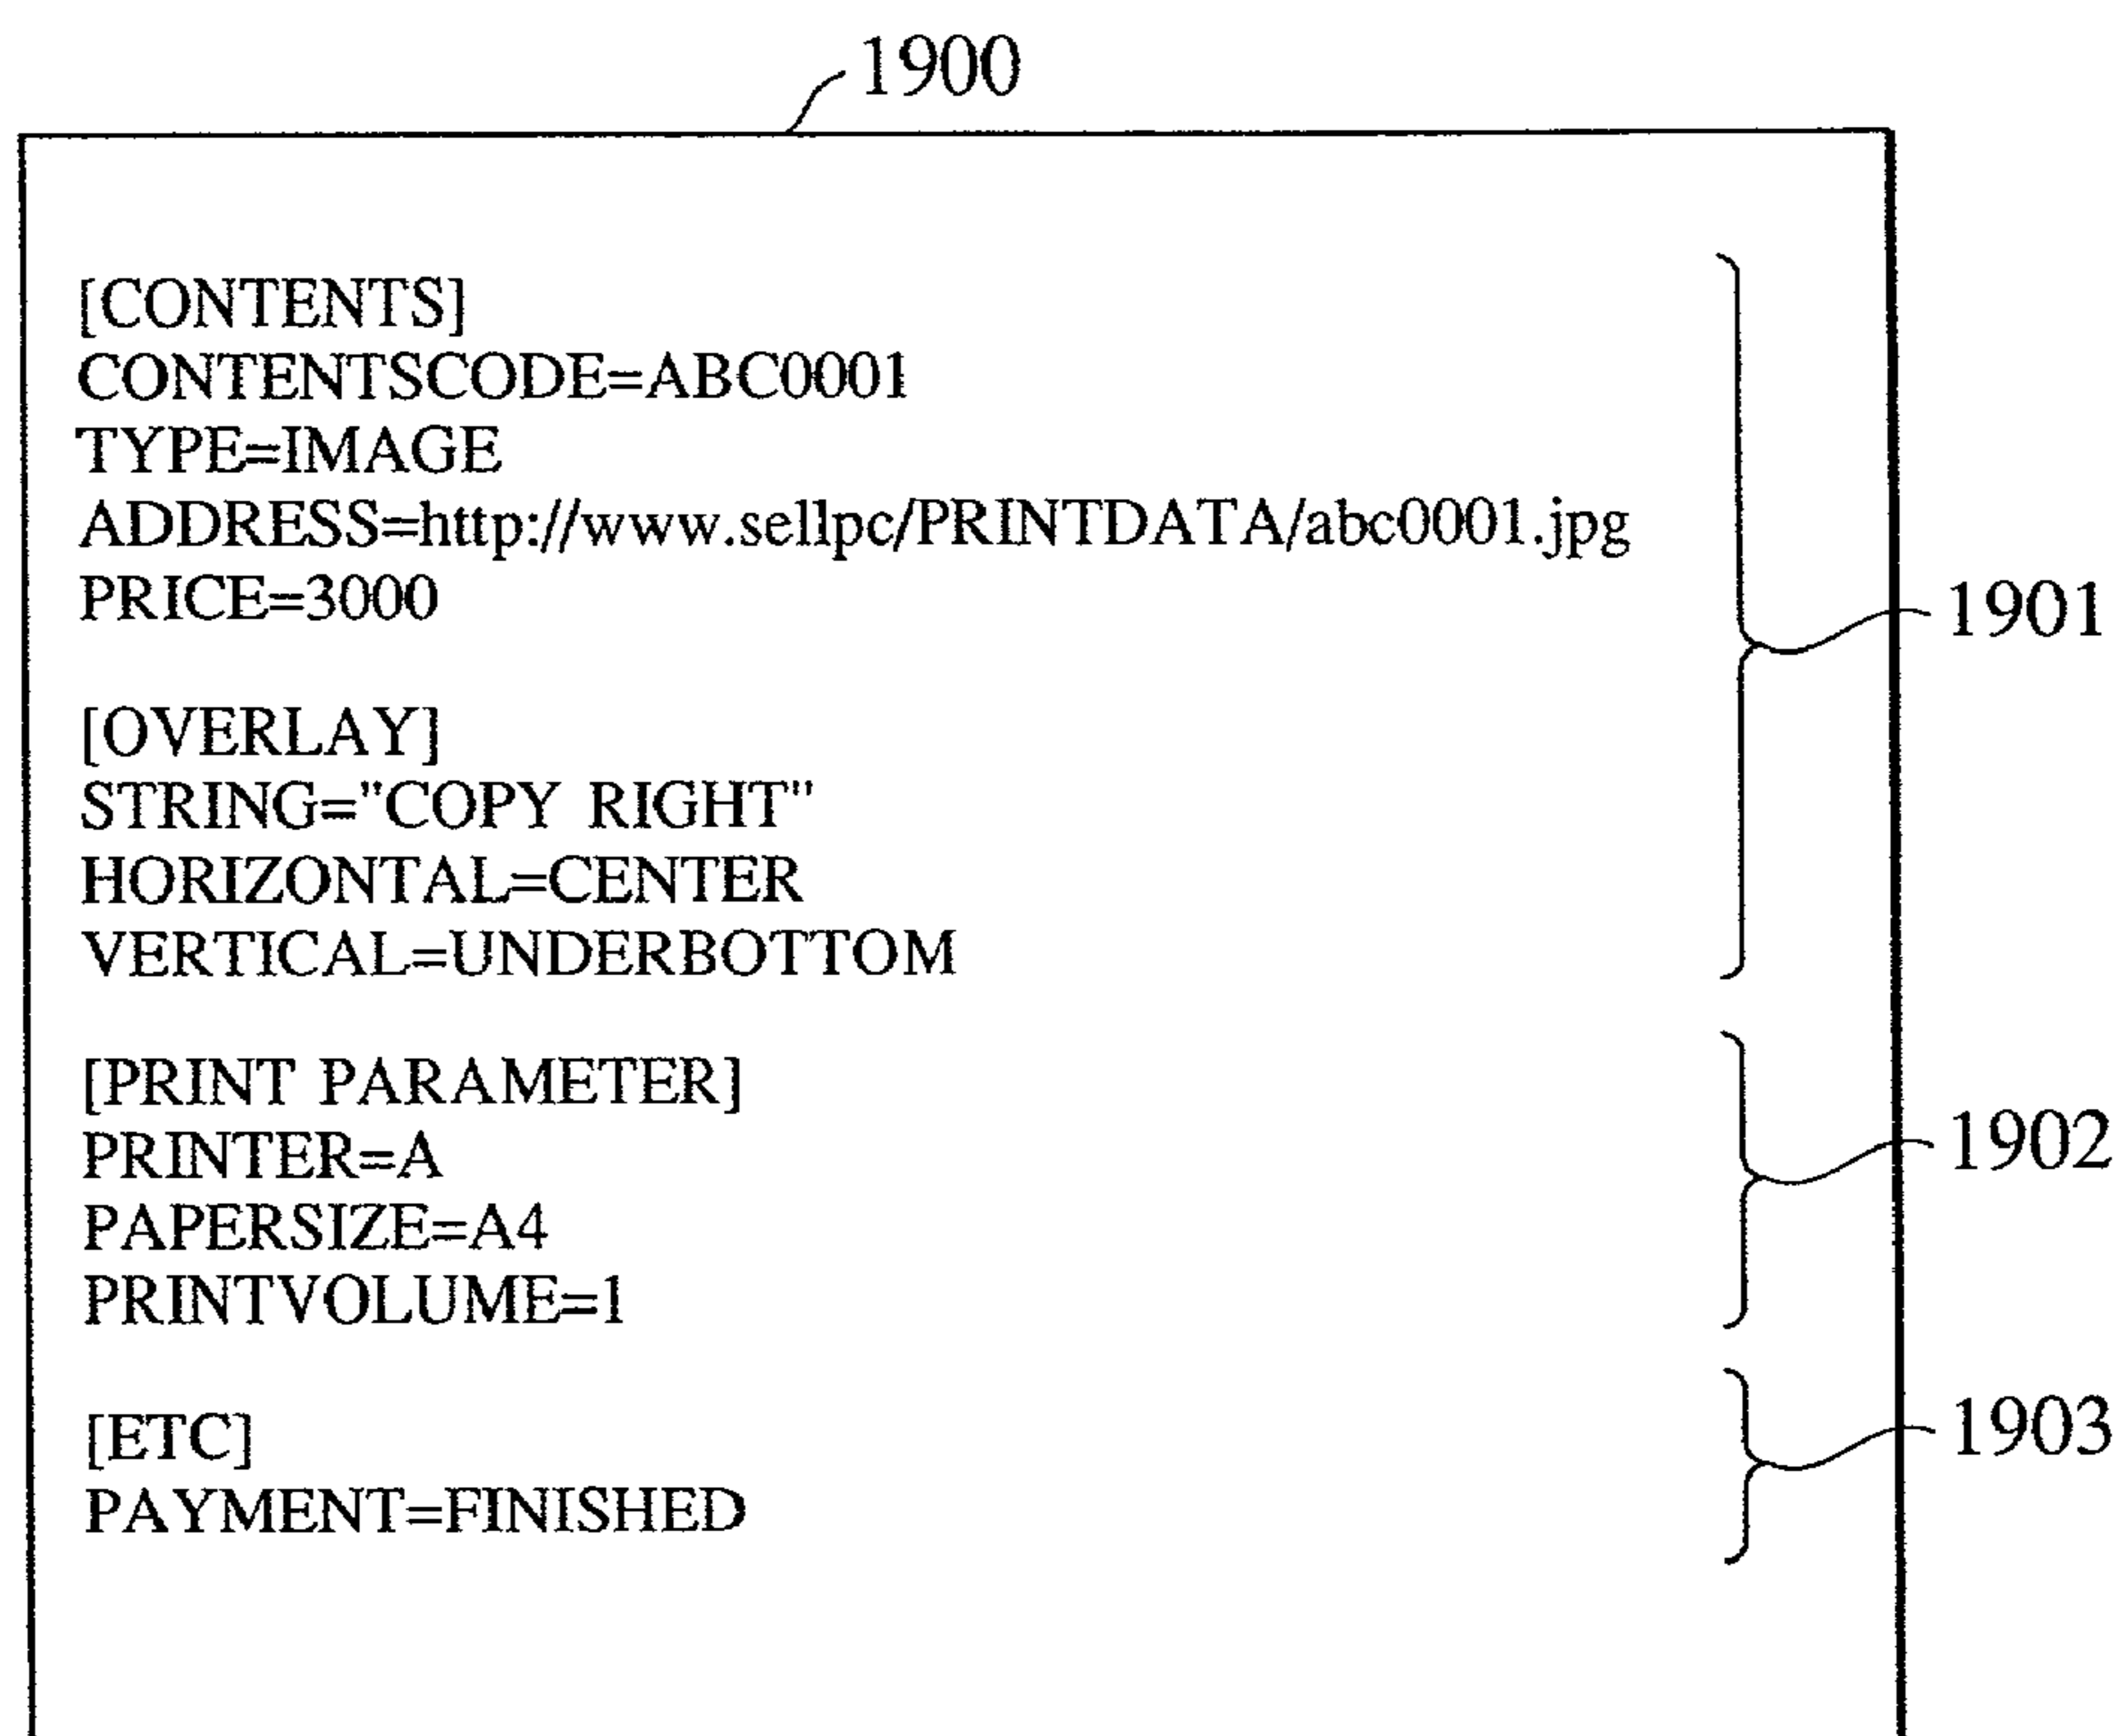 1900
[CONTENTS]
CONTENTSCODE=ABC0001
TYPE=IMAGE
ADDRESS=http://www.sellpc/PRINTDATA/abc0001.jpg
PRICE=3000
1901
[OVERLAY]
STRING="COPY RIGHT"
HORIZONTAL=CENTER
VERTICAL=UNDERBOTTOM
[PRINT PARAMETER]
PRINTER=A
1902
PAPERSIZE=A4
PRINTVOLUME=1
[ETC]
1903
PAYMENT=FINISHED